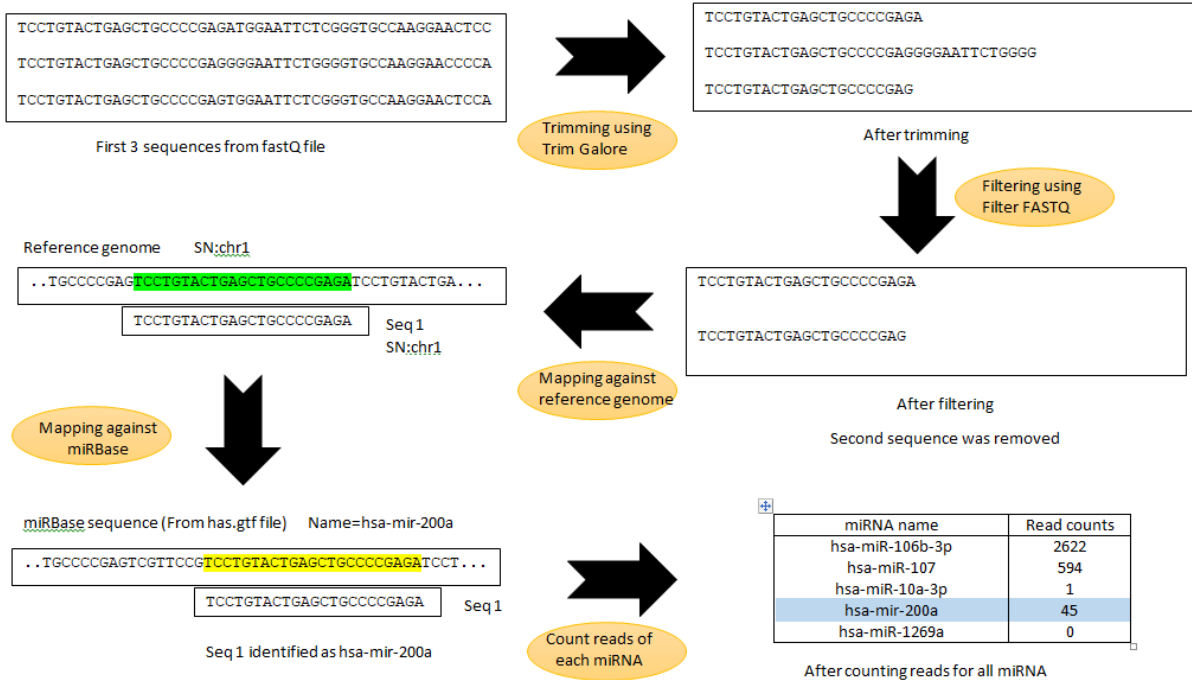 TCCTGTACTGAGCTGCCCCGAGATGGAATTCTCGGGTGCCAAGGAACTCC
TCCTGTACTGAGCTGCCCCGAGGGGAATTCTGGGGTGCCAAGGAACCCCA
TCCTGTACTGAGCTGCCCCGAGTGGAATTCTCGGGTGCCAAGGAACTCCA
First 3 sequences from fastQ file
Trimming using
Trim Galore
TCCTGTACTGAGCTGCCCCGAGA
TCCTGTACTGAGCTGCCCCGAGGGGAATTCTGGGG
TCCTGTACTGAGCTGCCCCGAG
After trimming
Filtering using
Filter FASTQ
TCCTGTACTGAGCTGCCCCGAGA
TCCTGTACTGAGCTGCCCCGAG
After filtering
Second sequence was removed
Mapping against
reference genome
Reference genome SN:chr1
..TGCCCCGAGTCCTGTACTGAGCTGCCCCGAGATCCTGTACTGA...
TCCTGTACTGAGCTGCCCCGAGA
Seq 1
SN:chr1
Mapping against
miRBase
miRBase sequence (From has.gtf file) Name=hsa-mir-200a
..TGCCCCGAGTCGTTCCGTCCTGTACTGAGCTGCCCCGAGATCCT...
TCCTGTACTGAGCTGCCCCGAGA Seq 1
Seq 1 identified as hsa-mir-200a
Count reads of
each miRNA
miRNA name Read counts
hsa-miR-106b-3p 2622
hsa-miR-107 594
hsa-miR-10a-3p 1
hsa-mir-200a 45
hsa-miR-1269a 0
After counting reads for all miRNA